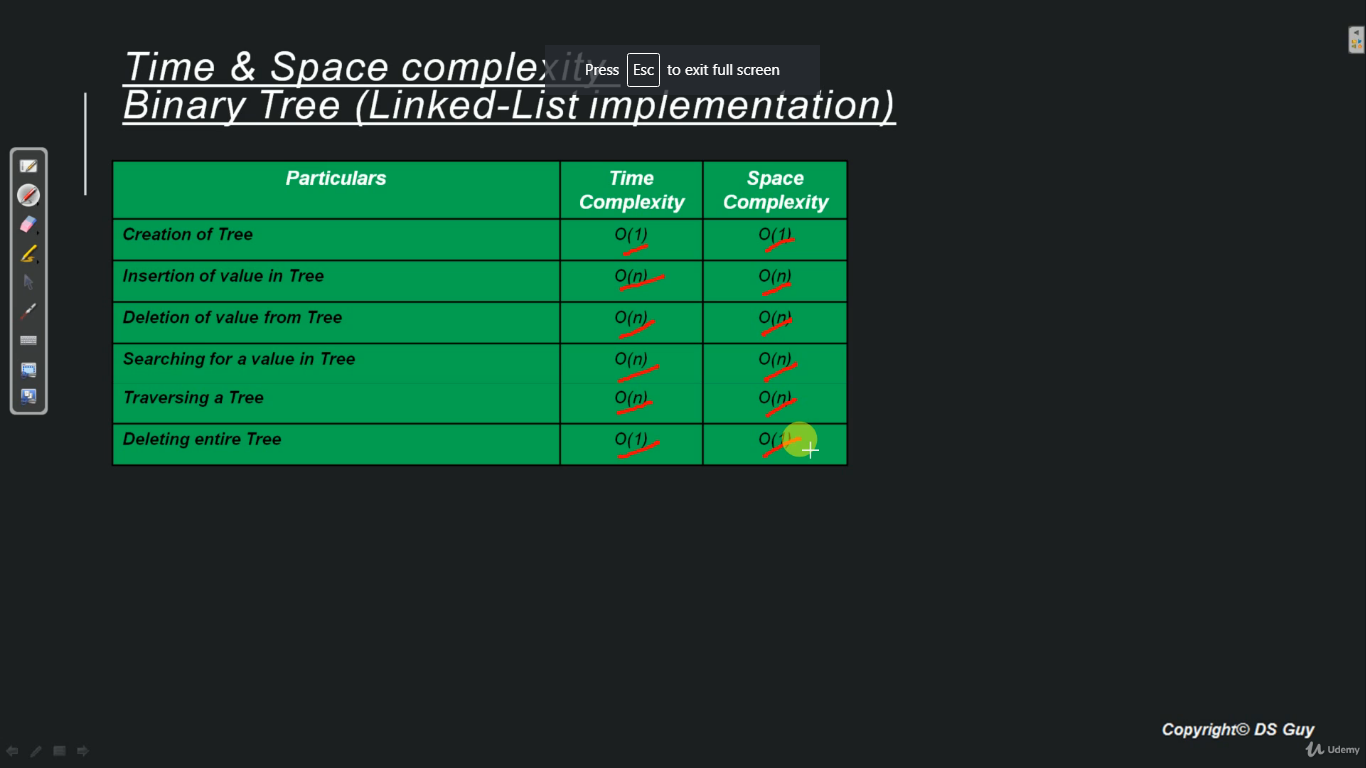 Time & Space complexity
Press Esc to exit full screen
Binary Tree (Linked-List implementation)
Particulars Time Complexity Space Complexity
Creation of Tree O(1) O(1)
Insertion of value in Tree O(n) O(n)
Deletion of value from Tree O(n) O(n)
Searching for a value in Tree O(n) O(n)
Traversing a Tree O(n) O(n)
Deleting entire Tree O(1) O(1)
Copyright© DS Guy
Udemy